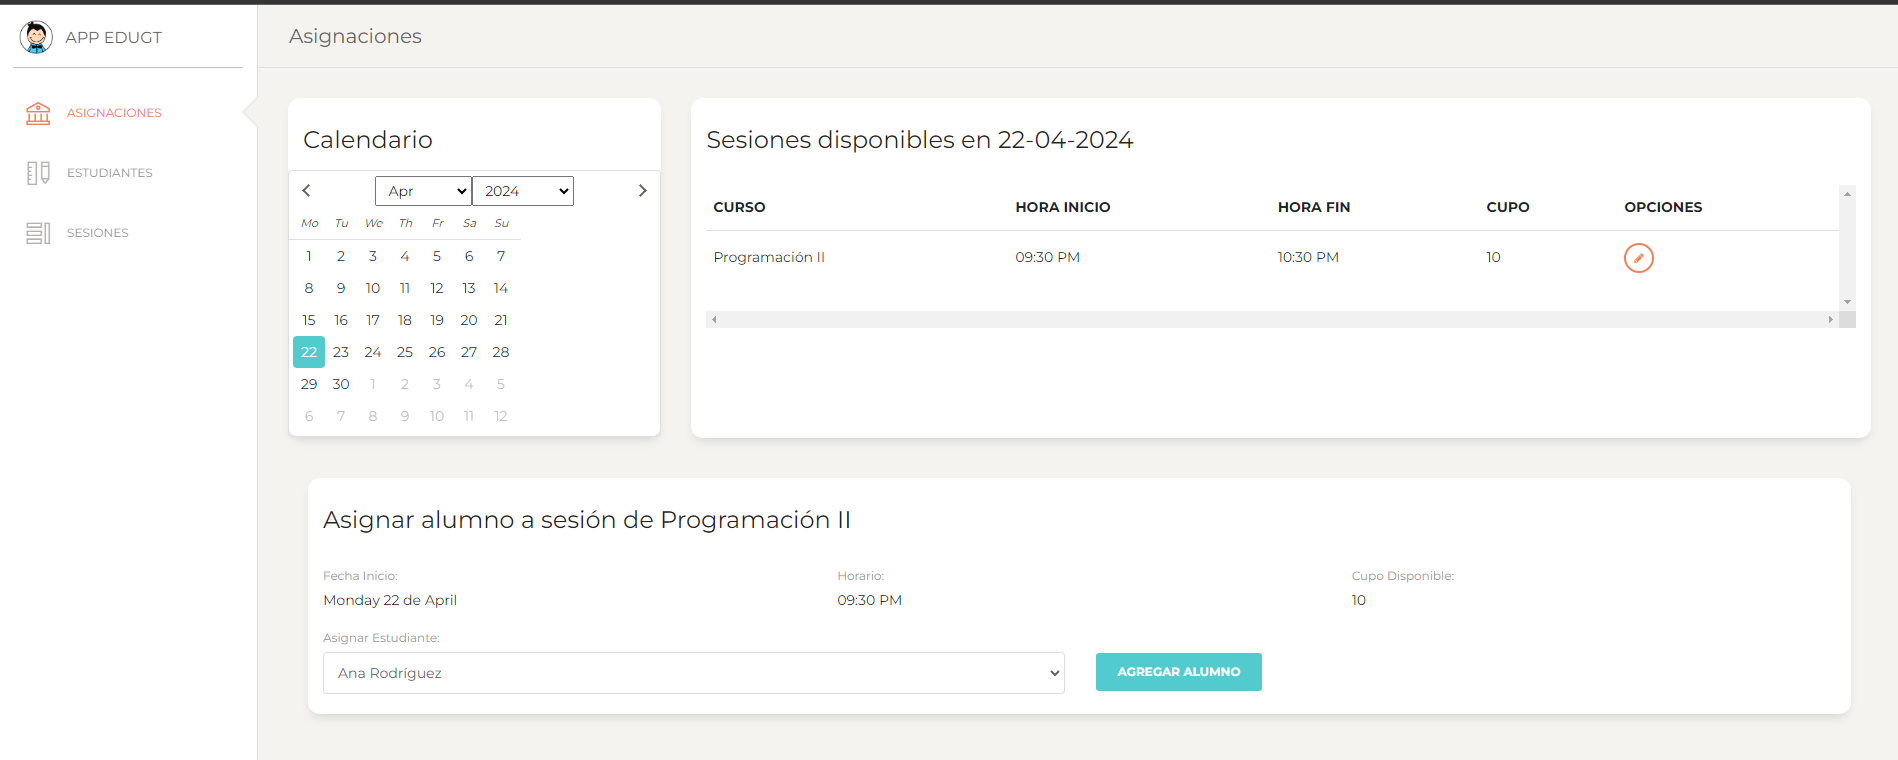 APP EDUGT
ASIGNACIONES
ESTUDIANTES
SESIONES
Asignaciones
Calendario
Apr 2024
Mo Tu We Th Fr Sa Su
1 2 3 4 5 6 7
8 9 10 11 12 13 14
15 16 17 18 19 20 21
22 23 24 25 26 27 28
29 30 1 2 3 4 5
6 7 8 9 10 11 12
Sesiones disponibles en 22-04-2024
CURSO HORA INICIO HORA FIN CUPO OPCIONES
Programación II 09:30 PM 10:30 PM 10
Asignar alumno a sesión de Programación II
Fecha Inicio: Horario: Cupo Disponible:
Monday 22 de April 09:30 PM 10
Asignar Estudiante:
Ana Rodríguez AGREGAR ALUMNO